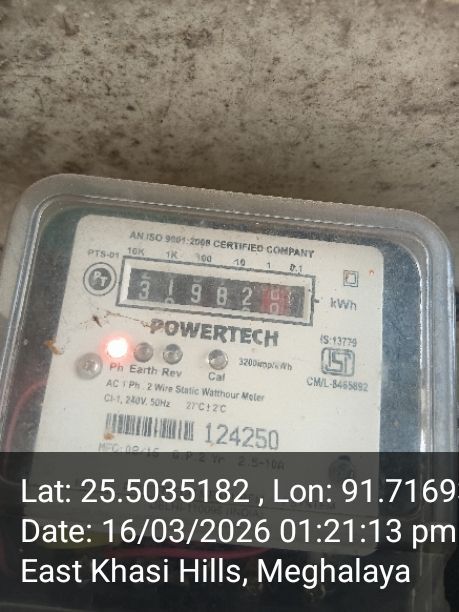 AN ISO 9001:2008 CERTIFIED COMPANY
PTS-01 10K 1K 100 10 1 0.1
3 1 9 8 2
kWh
POWERTECH
3200imp/kWh
IS:13779
Ph Earth Rev Cal
CM/L-8465892
AC 1 Ph. 2 Wire Static Watthour Meter
Cl-1, 240V, 50Hz 27°C±2°C
124250
Lat: 25.5035182 , Lon: 91.7169
Date: 16/03/2026 01:21:13 pm
East Khasi Hills, Meghalaya